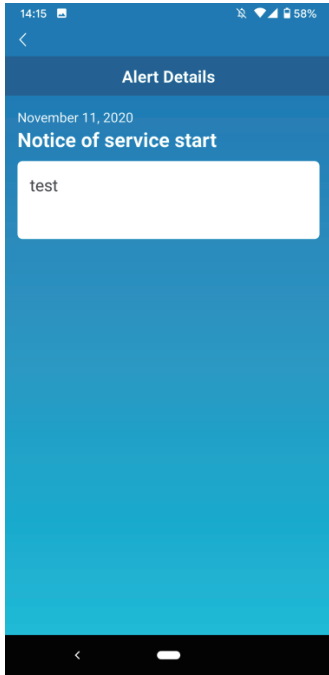 14:15 58%
Alert Details
November 11, 2020
Notice of service start
test